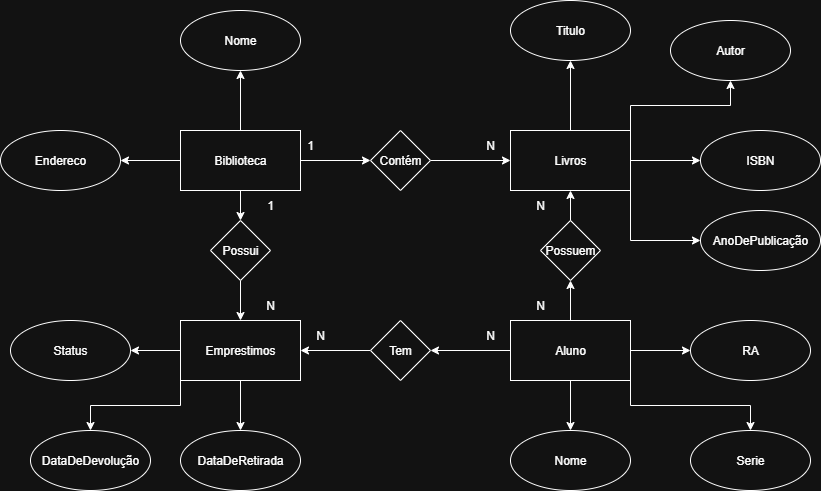 Nome
Titulo
Autor
Endereco
Biblioteca
1
Contém
N
Livros
ISBN
1
N
Possui
Possuem
AnoDePublicação
N
N
Status
Emprestimos
N
Tem
N
Aluno
RA
DataDeDevolução
DataDeRetirada
Nome
Serie